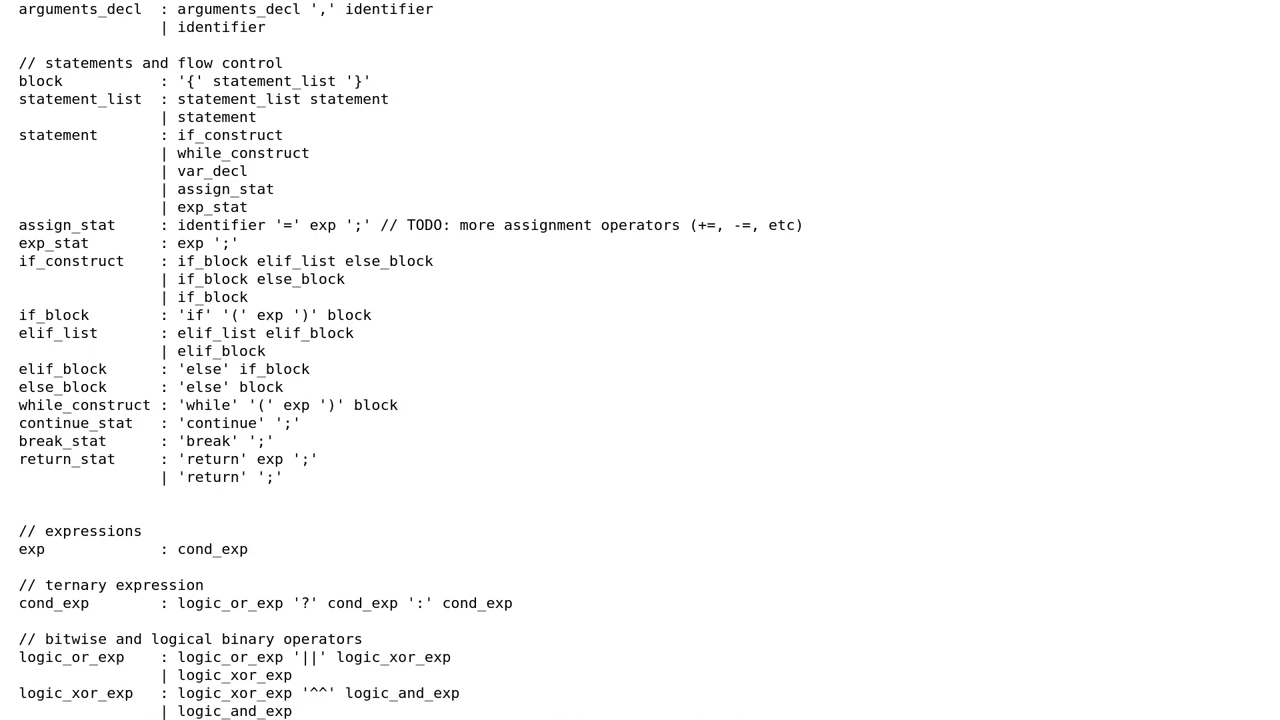 arguments_decl  : arguments_decl ',' identifier
                | identifier

// statements and flow control
block           : '{' statement_list '}'
statement_list  : statement_list statement
                | statement
statement       : if_construct
                | while_construct
                | var_decl
                | assign_stat
                | exp_stat
assign_stat     : identifier '=' exp ';' // TODO: more assignment operators (+=, -=, etc)
exp_stat        : exp ';'
if_construct    : if_block elif_list else_block
                | if_block else_block
                | if_block
if_block        : 'if' '(' exp ')' block
elif_list       : elif_list elif_block
                | elif_block
elif_block      : 'else' if_block
else_block      : 'else' block
while_construct : 'while' '(' exp ')' block
continue_stat   : 'continue' ';'
break_stat      : 'break' ';'
return_stat     : 'return' exp ';'
                | 'return' ';'


// expressions
exp             : cond_exp

// ternary expression
cond_exp        : logic_or_exp '?' cond_exp ':' cond_exp

// bitwise and logical binary operators
logic_or_exp    : logic_or_exp '||' logic_xor_exp
                | logic_xor_exp
logic_xor_exp   : logic_xor_exp '^^' logic_and_exp
                | logic_and_exp